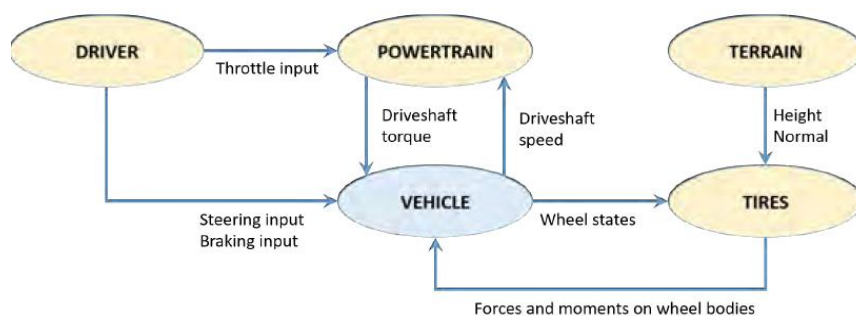 DRIVER
POWERTRAIN
TERRAIN
Throttle input
Driveshaft
torque
Driveshaft
speed
Height
Normal
VEHICLE
TIRES
Steering input
Braking input
Wheel states
Forces and moments on wheel bodies